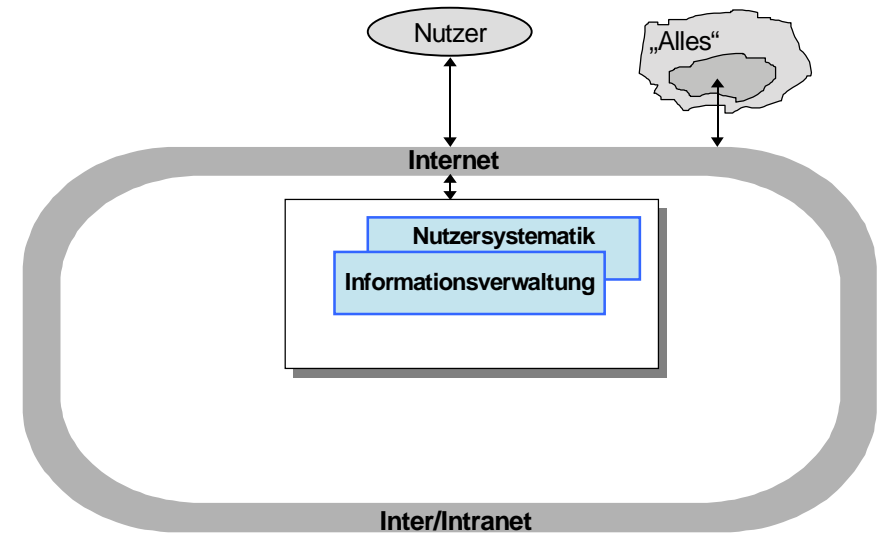 Nutzer
„Alles“
Internet
Nutzersystematik
Informationsverwaltung
Inter/Intranet